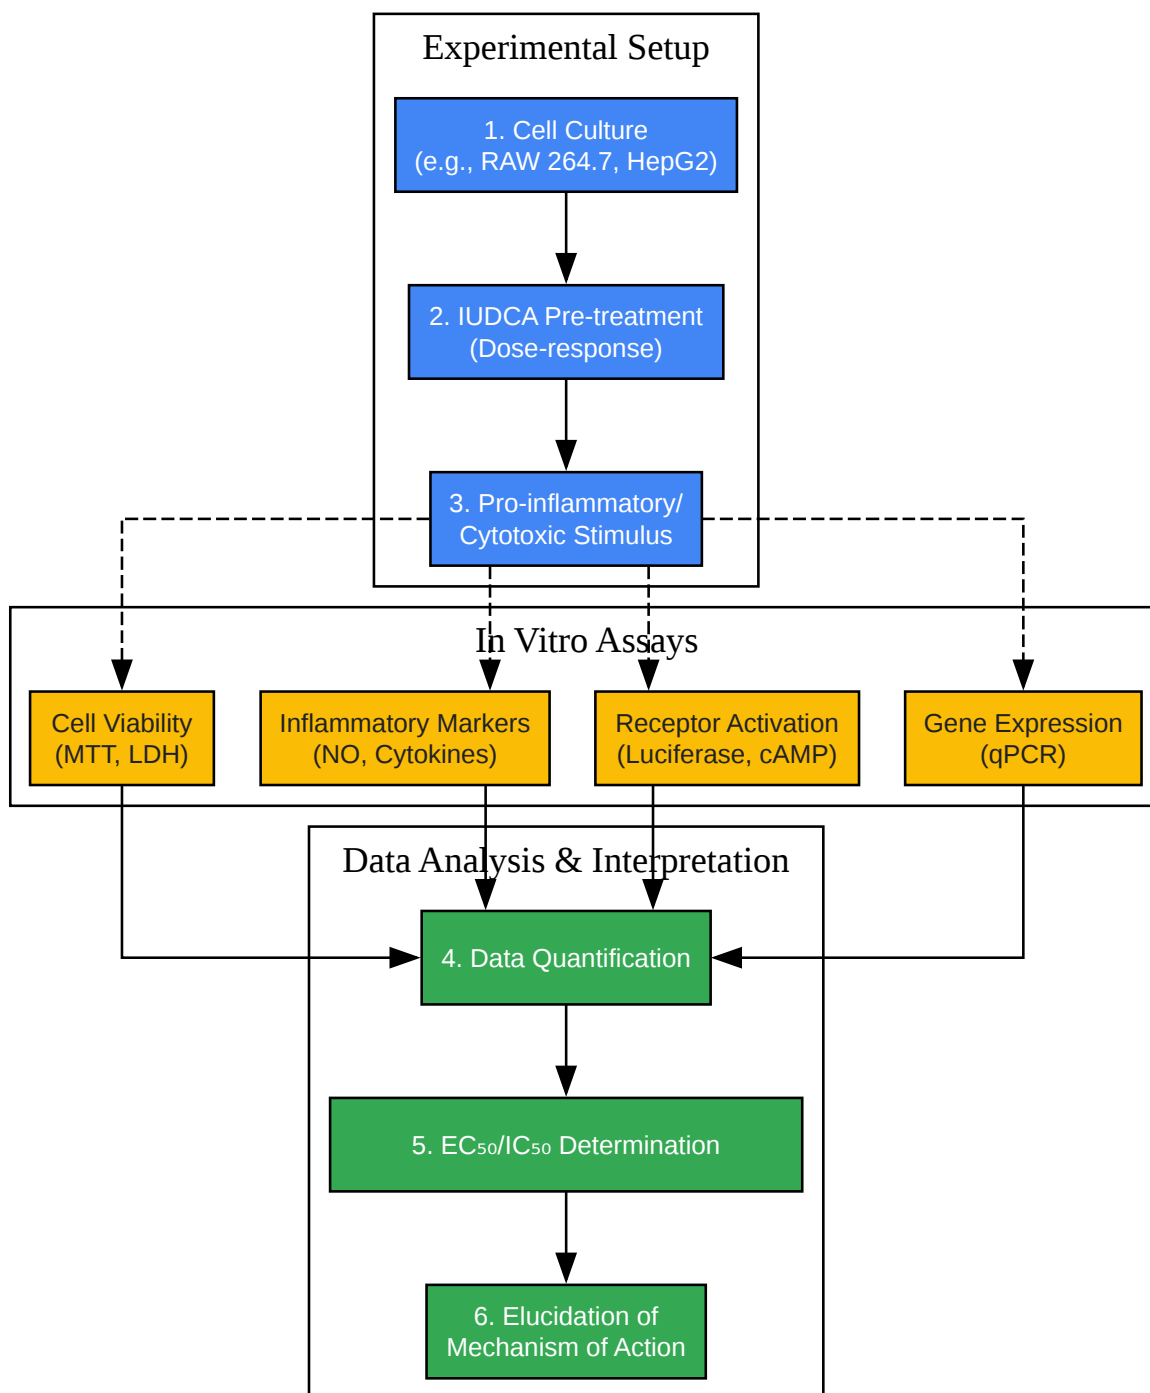 Experimental Setup
1. Cell Culture
(e.g., RAW 264.7, HepG2)
2. IUDCA Pre-treatment
(Dose-response)
3. Pro-inflammatory/
Cytotoxic Stimulus
In Vitro Assays
Cell Viability
(MTT, LDH)
Inflammatory Markers
(NO, Cytokines)
Receptor Activation
(Luciferase, cAMP)
Gene Expression
(qPCR)
Data Analysis & Interpretation
4. Data Quantification
5. EC₅₀/IC₅₀ Determination
6. Elucidation of
Mechanism of Action